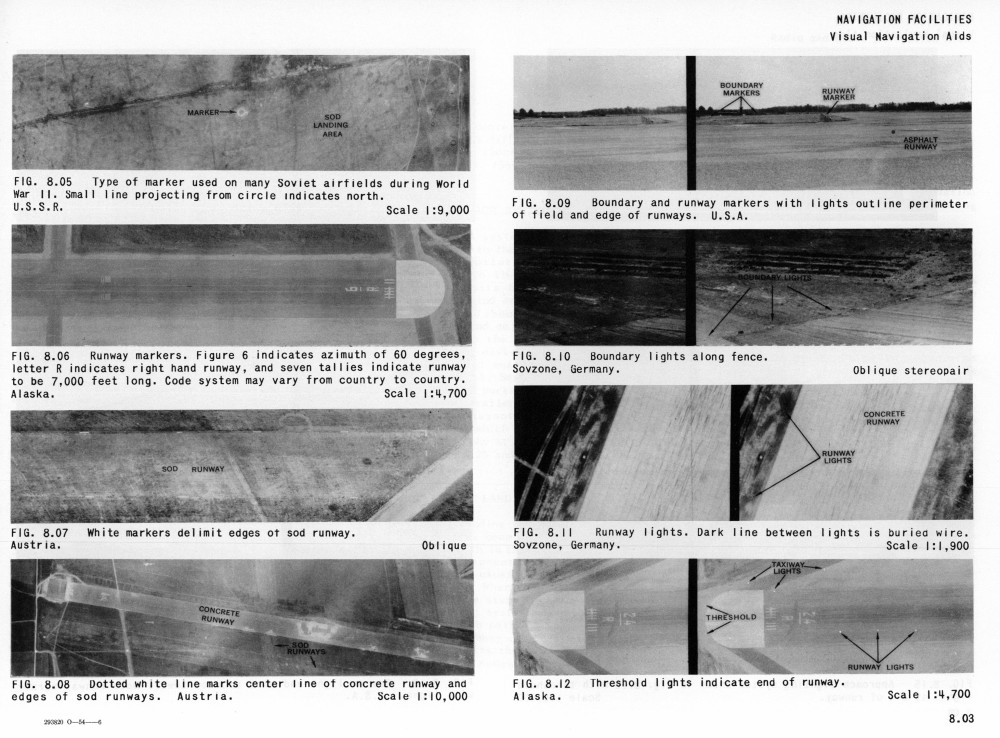 NAVIGATION FACILITIES
Visual Navigation Aids
MARKER
SOD
LANDING
AREA
FIG. 8.05 Type of marker used on many Soviet airfields during World
War II. Small line projecting from circle indicates north.
U.S.S.R. Scale 1:9,000
FIG. 8.06 Runway markers. Figure 6 indicates azimuth of 60 degrees,
letter R indicates right hand runway, and seven tallies indicate runway
to be 7,000 feet long. Code system may vary from country to country.
Alaska. Scale 1:4,700
SOD RUNWAY
FIG. 8.07 White markers delimit edges of sod runway.
Austria. Oblique
CONCRETE
RUNWAY
SOD
RUNWAYS
FIG. 8.08 Dotted white line marks center line of concrete runway and
edges of sod runways. Austria. Scale 1:10,000
293820 O—54——6
BOUNDARY
MARKERS
RUNWAY
MARKER
ASPHALT
RUNWAY
FIG. 8.09 Boundary and runway markers with lights outline perimeter
of field and edge of runways. U.S.A.
BOUNDARY LIGHTS
FIG. 8.10 Boundary lights along fence.
Sovzone, Germany. Oblique stereopair
CONCRETE
RUNWAY
RUNWAY
LIGHTS
FIG. 8.11 Runway lights. Dark line between lights is buried wire.
Sovzone, Germany. Scale 1:1,900
TAXIWAY
LIGHTS
THRESHOLD
RUNWAY LIGHTS
FIG. 8.12 Threshold lights indicate end of runway.
Alaska. Scale 1:4,700
8.03